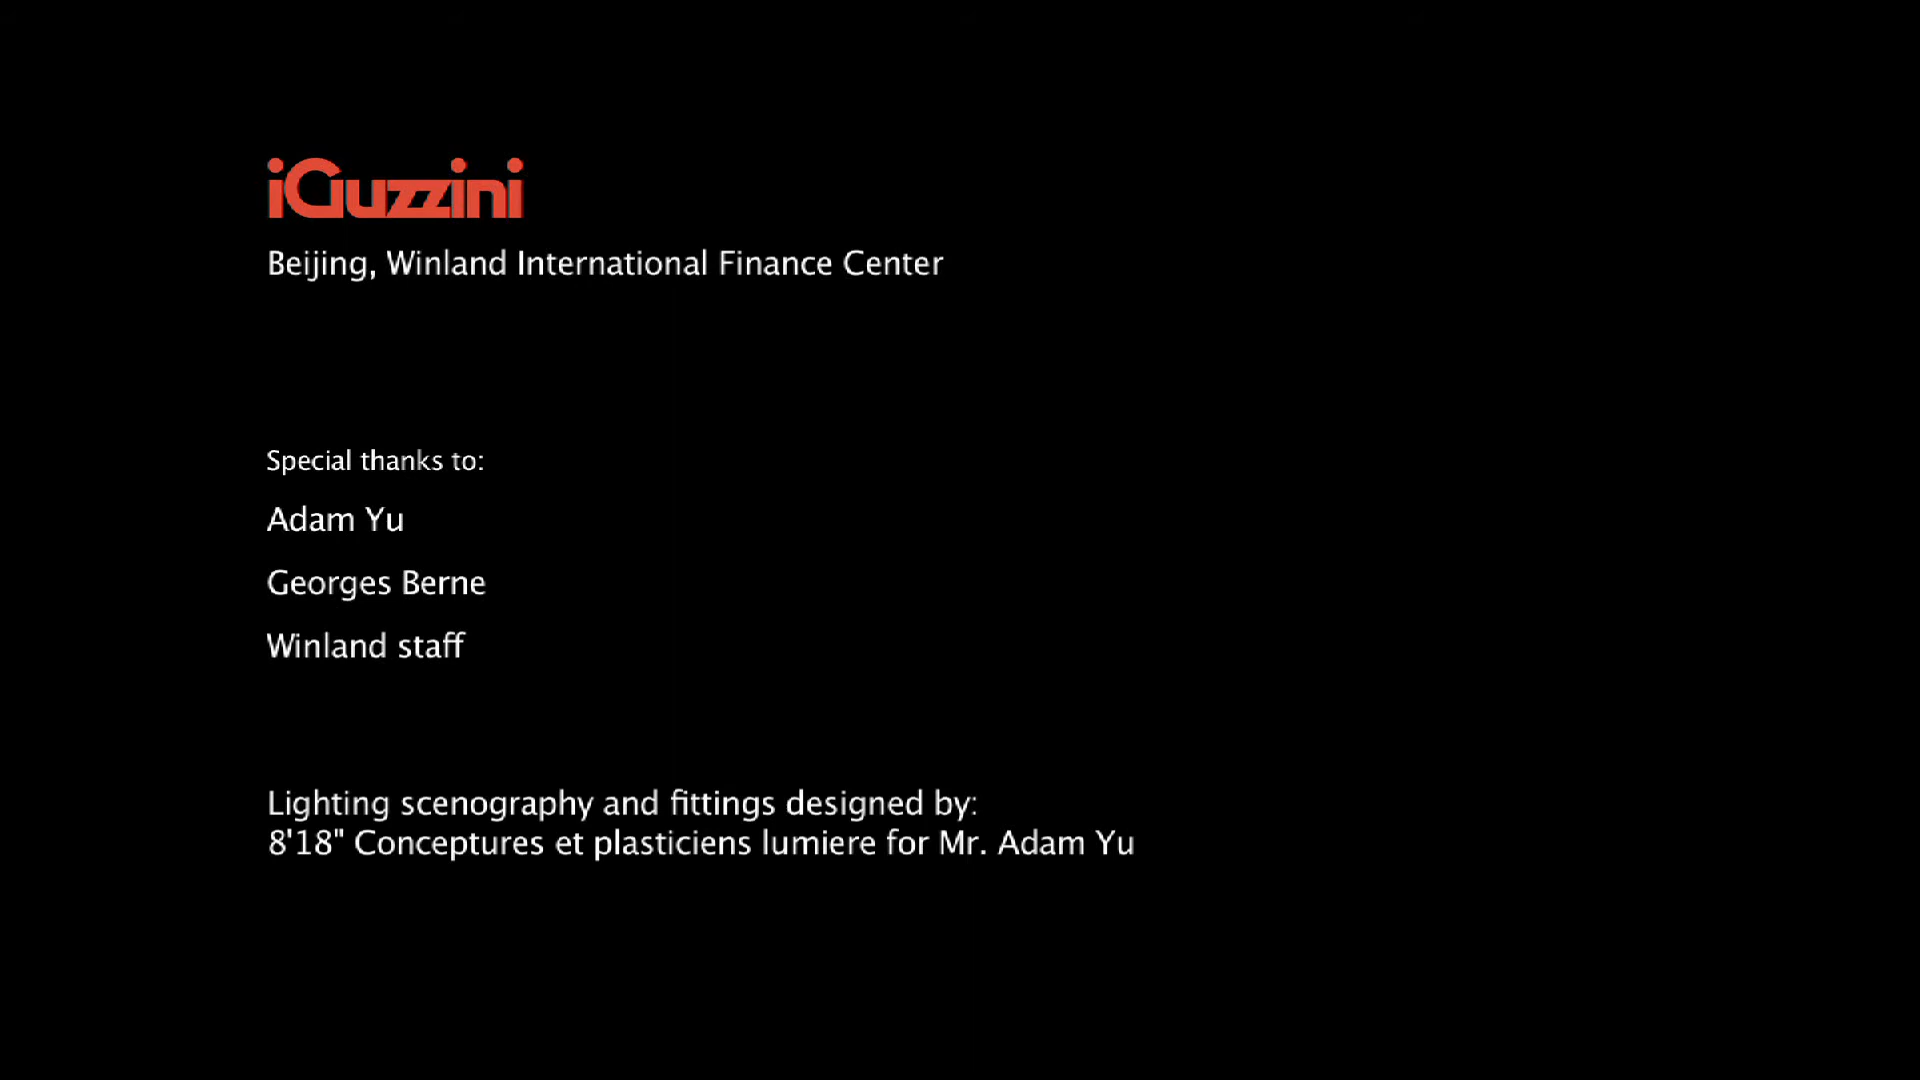 iGuzzini
Beijing, Winland International Finance Center
Special thanks to:
Adam Yu
Georges Berne
Winland staff
Lighting scenography and fittings designed by:
8'18" Conceptures et plasticiens lumiere for Mr. Adam Yu